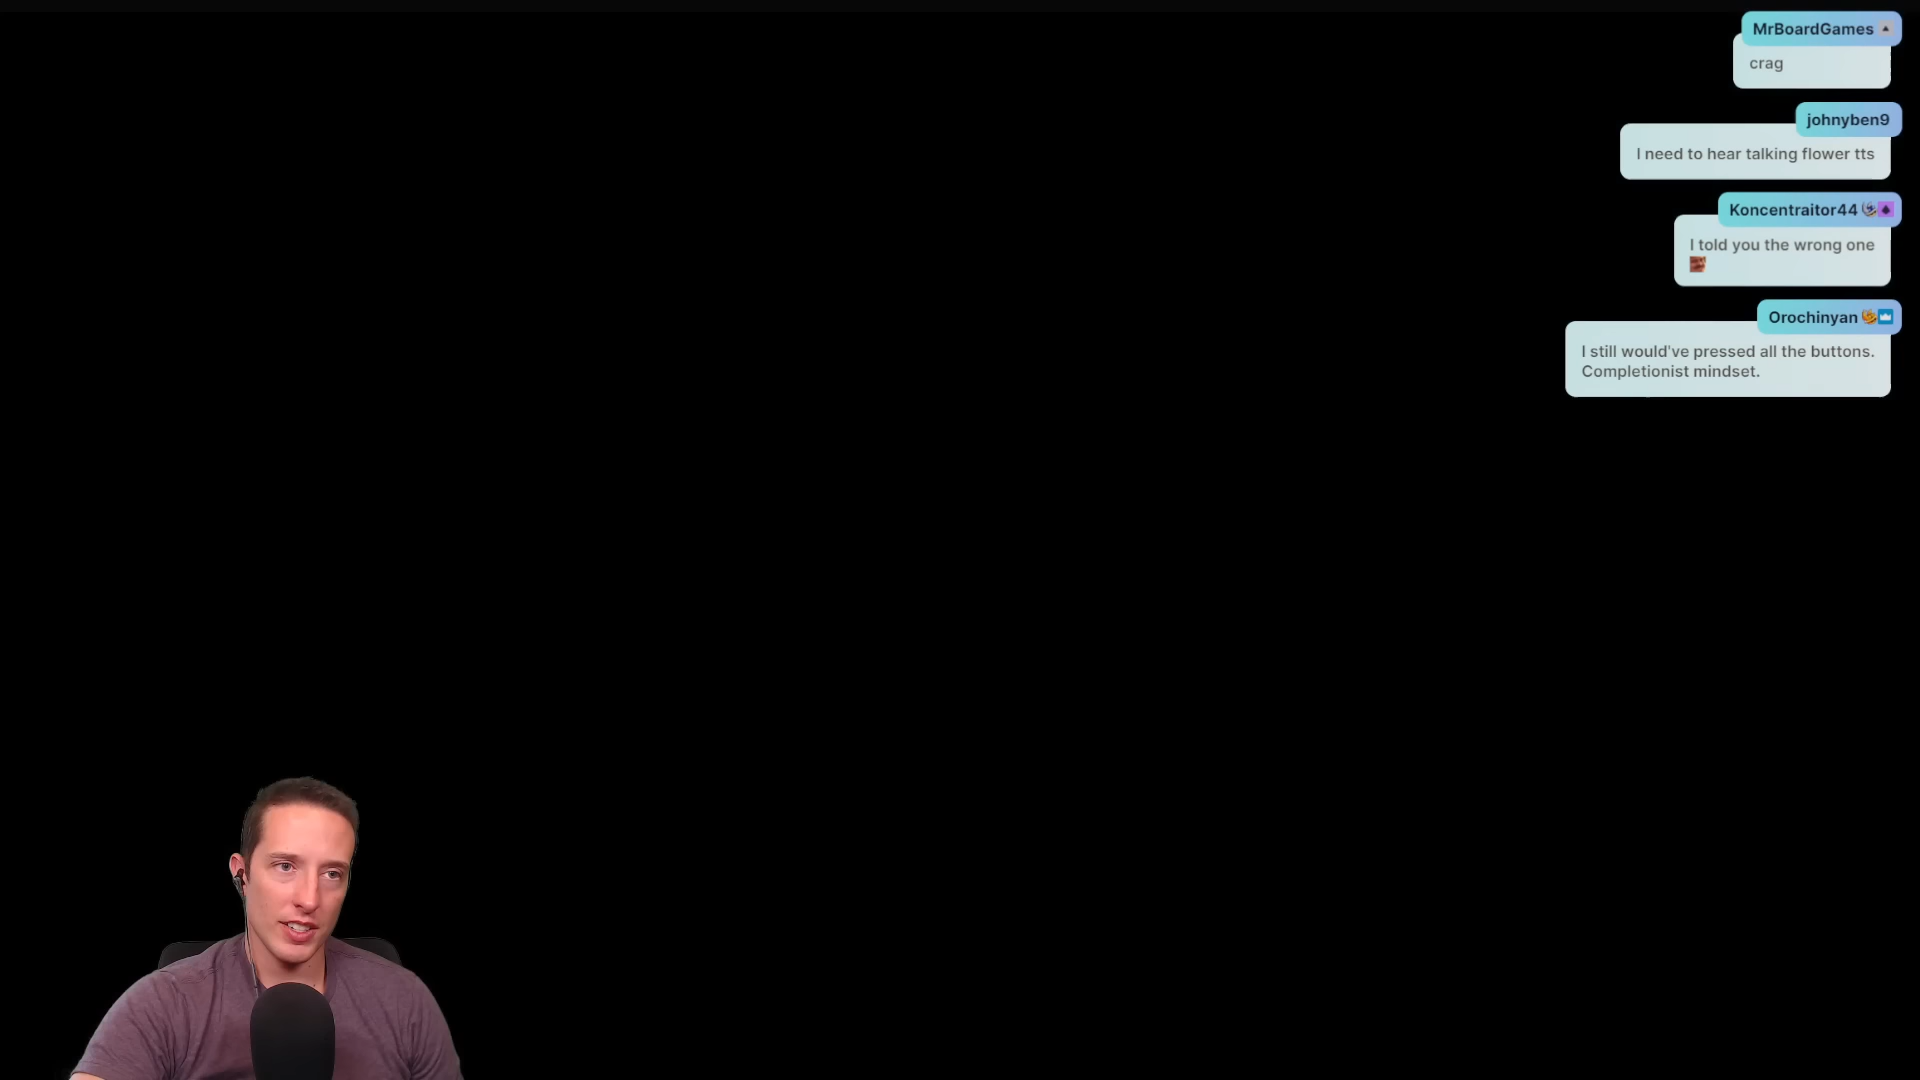 MrBoardGames
crag
johnyben9
I need to hear talking flower tts
Koncentraitor44
I told you the wrong one
Orochinyan
I still would've pressed all the buttons.
Completionist mindset.